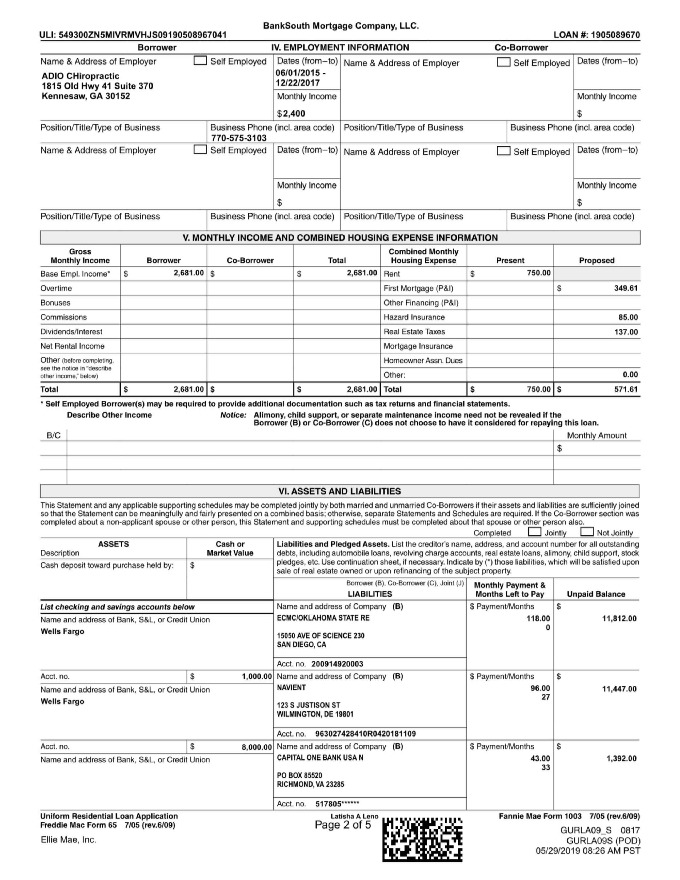 BankSouth Mortgage Company, LLC.
ULI: 549300ZN5MIVRMVHJS09190508967041 LOAN #: 1905089670
Borrower IV. EMPLOYMENT INFORMATION Co-Borrower
Name & Address of Employer Self Employed Dates (from–to) Name & Address of Employer Self Employed Dates (from–to)
ADIO CHiropractic 06/01/2015 -
1815 Old Hwy 41 Suite 370 12/22/2017
Kennesaw, GA 30152 Monthly Income Monthly Income
$ 2,400 $
Position/Title/Type of Business Business Phone (incl. area code) Position/Title/Type of Business Business Phone (incl. area code)
770-575-3103
Name & Address of Employer Self Employed Dates (from–to) Name & Address of Employer Self Employed Dates (from–to)
Monthly Income Monthly Income
$ $
Position/Title/Type of Business Business Phone (incl. area code) Position/Title/Type of Business Business Phone (incl. area code)
V. MONTHLY INCOME AND COMBINED HOUSING EXPENSE INFORMATION
Gross Monthly Income Borrower Co-Borrower Total Combined Monthly Housing Expense Present Proposed
Base Empl. Income* $ 2,681.00 $ $ 2,681.00 Rent $ 750.00
Overtime First Mortgage (P&I) $ 349.61
Bonuses Other Financing (P&I)
Commissions Hazard Insurance 85.00
Dividends/Interest Real Estate Taxes 137.00
Net Rental Income Mortgage Insurance
Other (before completing, Homeowner Assn. Dues
see the notice in "describe
other income," below) Other: 0.00
Total $ 2,681.00 $ $ 2,681.00 Total $ 750.00 $ 571.61
* Self Employed Borrower(s) may be required to provide additional documentation such as tax returns and financial statements.
Describe Other Income Notice: Alimony, child support, or separate maintenance income need not be revealed if the
Borrower (B) or Co-Borrower (C) does not choose to have it considered for repaying this loan.
B/C Monthly Amount
$
VI. ASSETS AND LIABILITIES
This Statement and any applicable supporting schedules may be completed jointly by both married and unmarried Co-Borrowers if their assets and liabilities are sufficiently joined
so that the Statement can be meaningfully and fairly presented on a combined basis; otherwise, separate Statements and Schedules are required. If the Co-Borrower section was
completed about a non-applicant spouse or other person, this Statement and supporting schedules must be completed about that spouse or other person also.
Completed Jointly Not Jointly
ASSETS Cash or Market Value Liabilities and Pledged Assets. List the creditor's name, address, and account number for all outstanding
Description debts, including automobile loans, revolving charge accounts, real estate loans, alimony, child support, stock
Cash deposit toward purchase held by: $ pledges, etc. Use continuation sheet, if necessary. Indicate by (*) those liabilities, which will be satisfied upon
sale of real estate owned or upon refinancing of the subject property.
Borrower (B), Co-Borrower (C), Joint (J)
LIABILITIES Monthly Payment & Months Left to Pay Unpaid Balance
List checking and savings accounts below Name and address of Company (B) $ Payment/Months $
Name and address of Bank, S&L, or Credit Union ECMC/OKLAHOMA STATE RE 118.00 11,812.00
Wells Fargo 0
15050 AVE OF SCIENCE 230
SAN DIEGO, CA
Acct. no. 200914920003
Acct. no. $ 1,000.00 Name and address of Company (B) $ Payment/Months $
Name and address of Bank, S&L, or Credit Union NAVIENT 96.00 11,447.00
Wells Fargo 27
123 S JUSTISON ST
WILMINGTON, DE 19801
Acct. no. 963027428410R0420181109
Acct. no. $ 8,000.00 Name and address of Company (B) $ Payment/Months $
Name and address of Bank, S&L, or Credit Union CAPITAL ONE BANK USA N 43.00 1,392.00
33
PO BOX 85520
RICHMOND, VA 23285
Acct. no. 517805******
Uniform Residential Loan Application Latisha A Leno Fannie Mae Form 1003 7/05 (rev.6/09)
Freddie Mac Form 65 7/05 (rev.6/09) Page 2 of 5
GURLA09_S 0817
Ellie Mae, Inc. GURLA09S (POD)
05/29/2019 08:26 AM PST